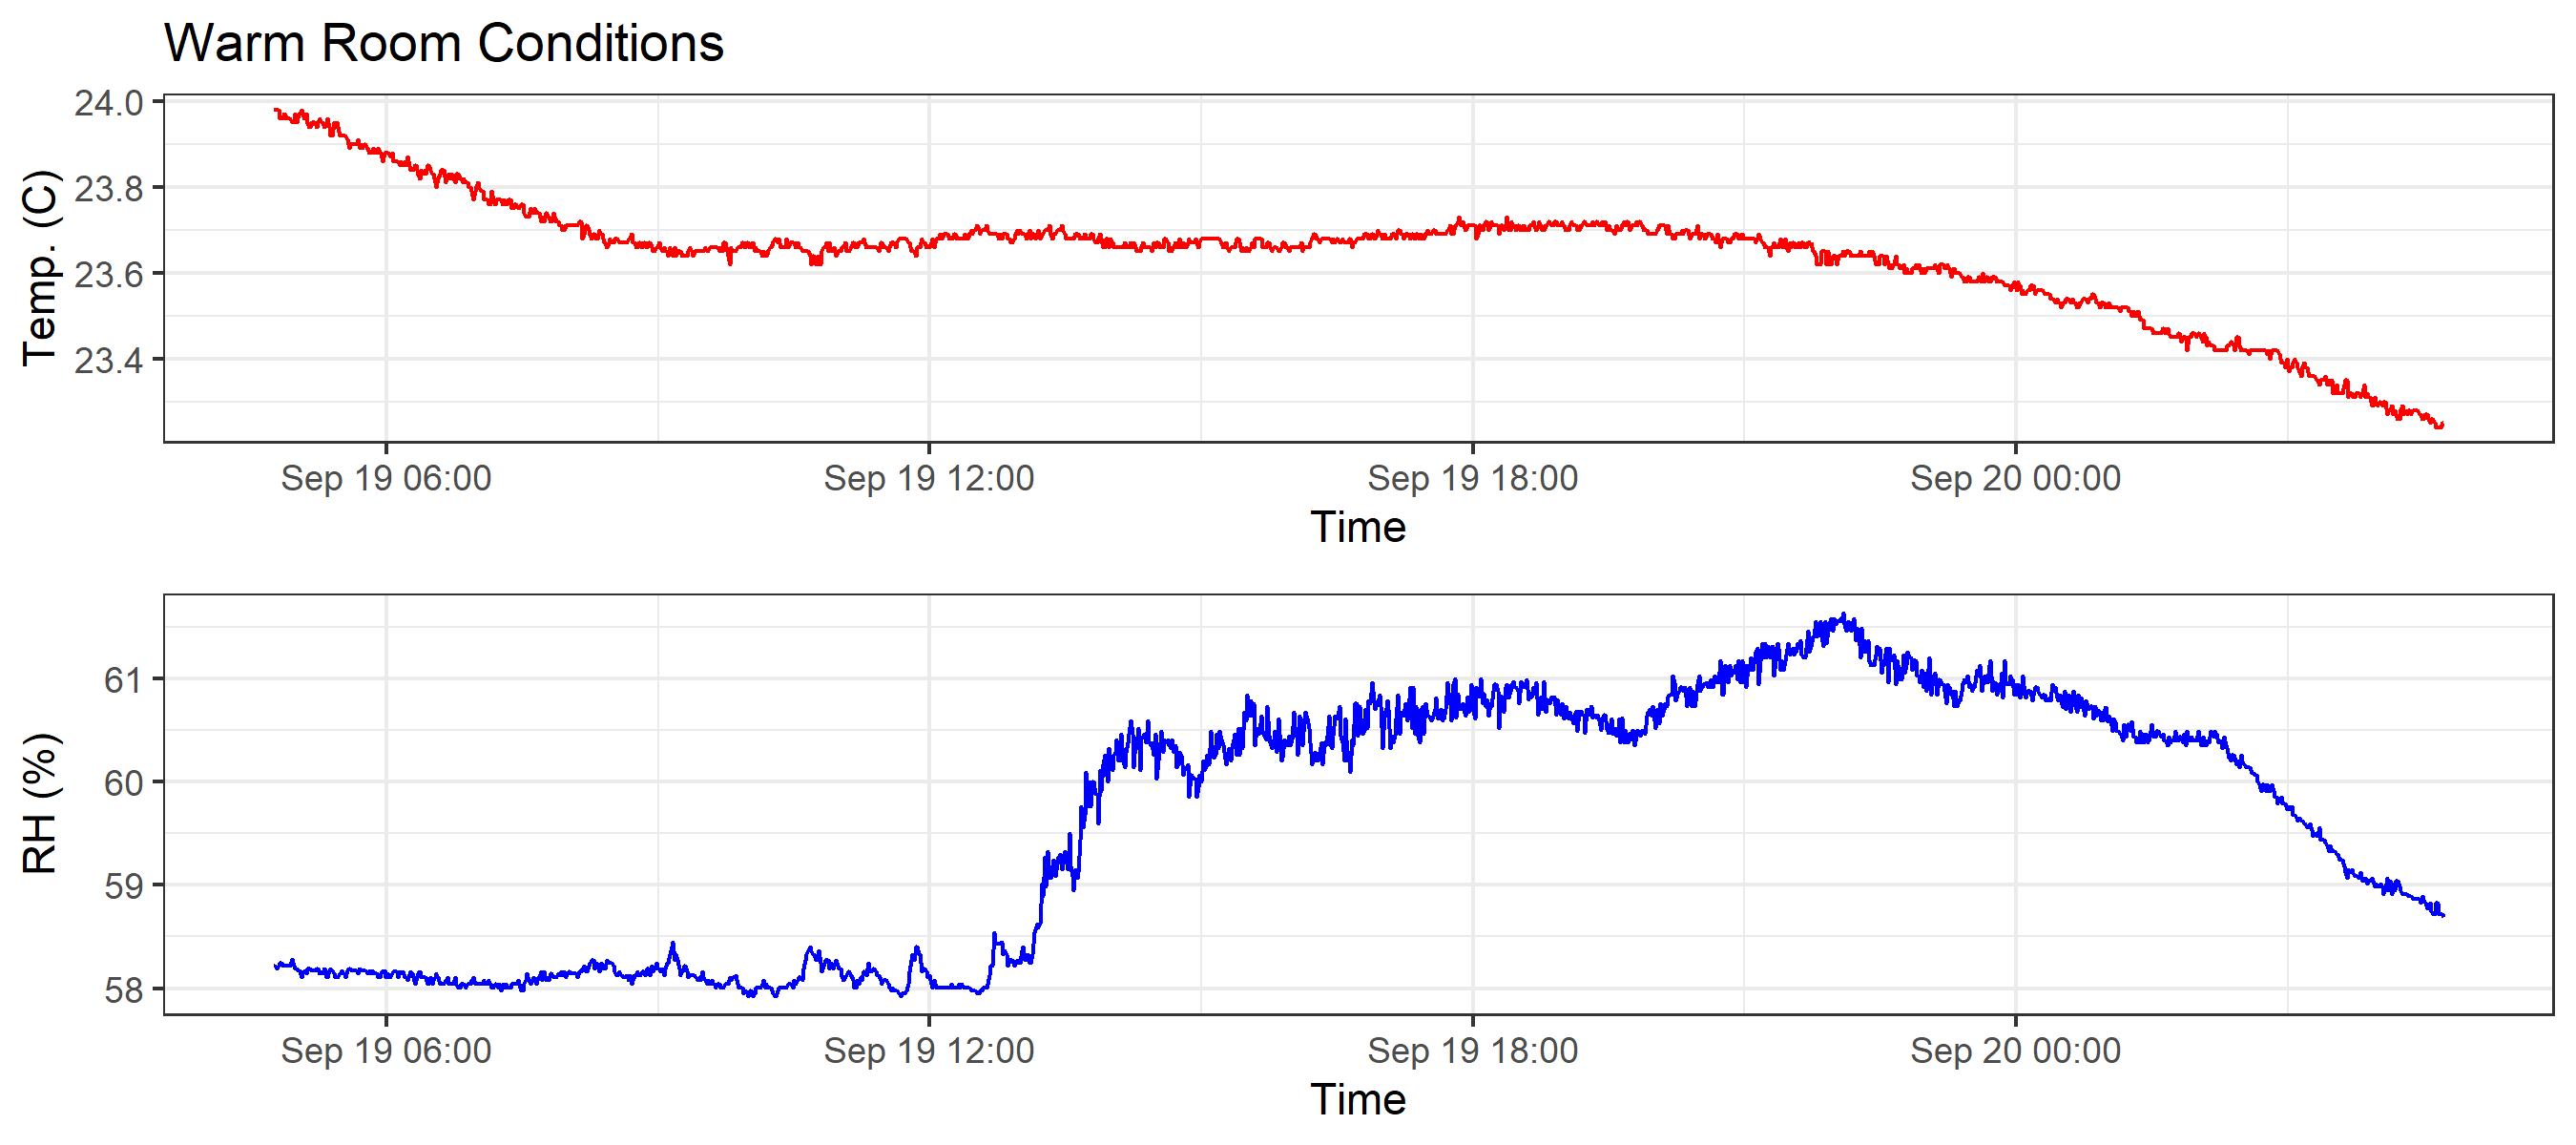 Warm Room Conditions
Temp. (C)
24.0
23.8
23.6
23.4
Sep 19 06:00 Sep 19 12:00 Sep 19 18:00 Sep 20 00:00
Time
RH (%)
61
60
59
58
Sep 19 06:00 Sep 19 12:00 Sep 19 18:00 Sep 20 00:00
Time